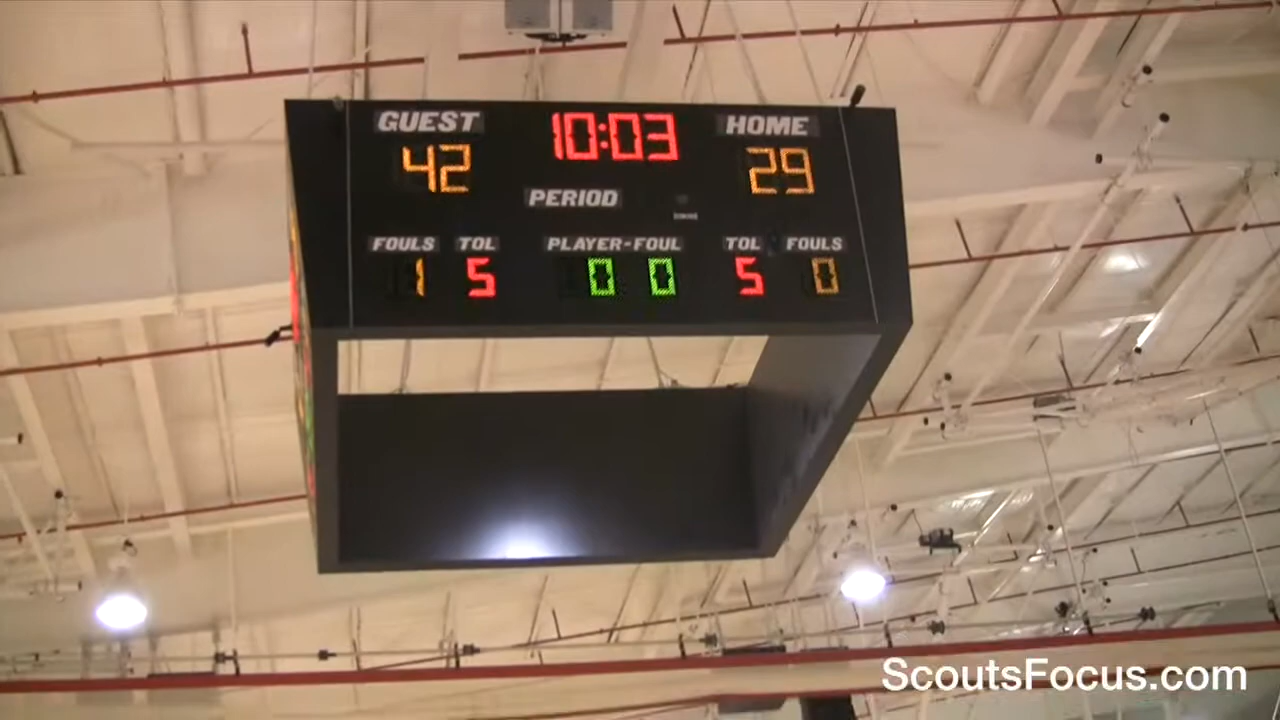 GUEST 10:03 HOME
42 29
PERIOD
FOULS TOL PLAYER-FOUL TOL FOULS
1 5 0 0 5 0
ScoutsFocus.com